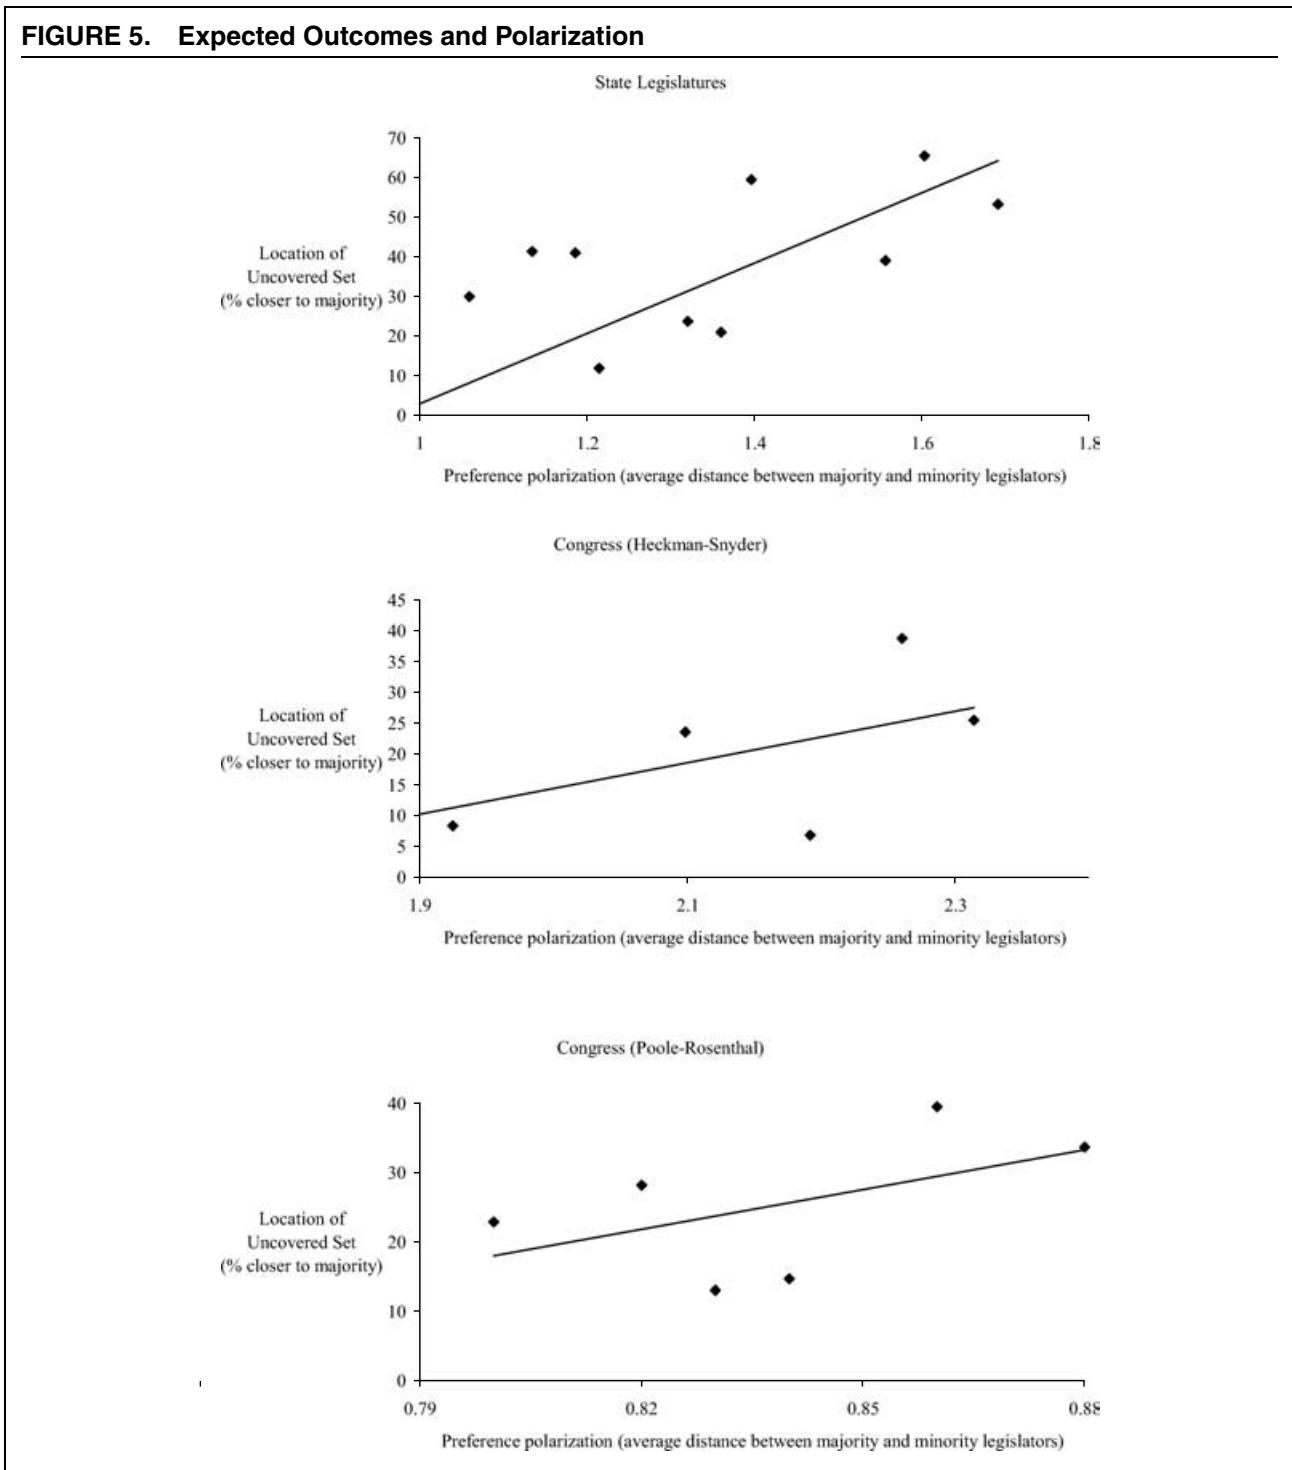 FIGURE 5. Expected Outcomes and Polarization
State Legislatures
70
60
50
40
30
20
10
0
Location of
Uncovered Set
(% closer to majority)
1 1.2 1.4 1.6 1.8
Preference polarization (average distance between majority and minority legislators)
Congress (Heckman-Snyder)
45
40
35
30
25
20
15
10
5
0
Location of
Uncovered Set
(% closer to majority)
1.9 2.1 2.3
Preference polarization (average distance between majority and minority legislators)
Congress (Poole-Rosenthal)
40
30
20
10
0
Location of
Uncovered Set
(% closer to majority)
0.79 0.82 0.85 0.88
Preference polarization (average distance between majority and minority legislators)